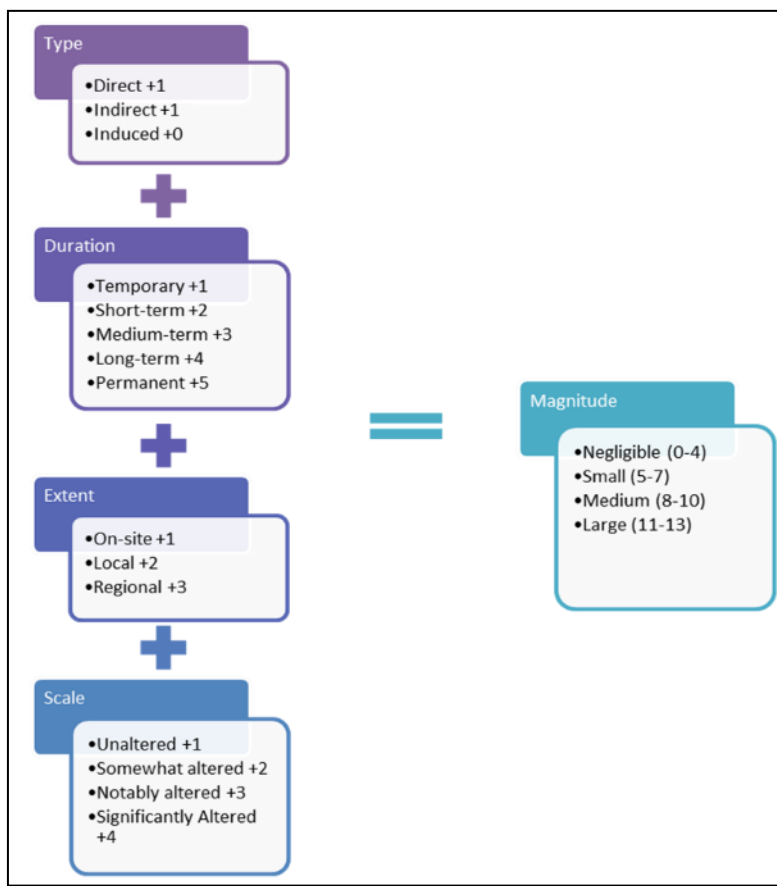 Type
•Direct +1
•Indirect +1
•Induced +0
Duration
•Temporary +1
•Short-term +2
•Medium-term +3
•Long-term +4
•Permanent +5
Extent
•On-site +1
•Local +2
•Regional +3
Scale
•Unaltered +1
•Somewhat altered +2
•Notably altered +3
•Significantly Altered
+4
Magnitude
•Negligible (0-4)
•Small (5-7)
•Medium (8-10)
•Large (11-13)